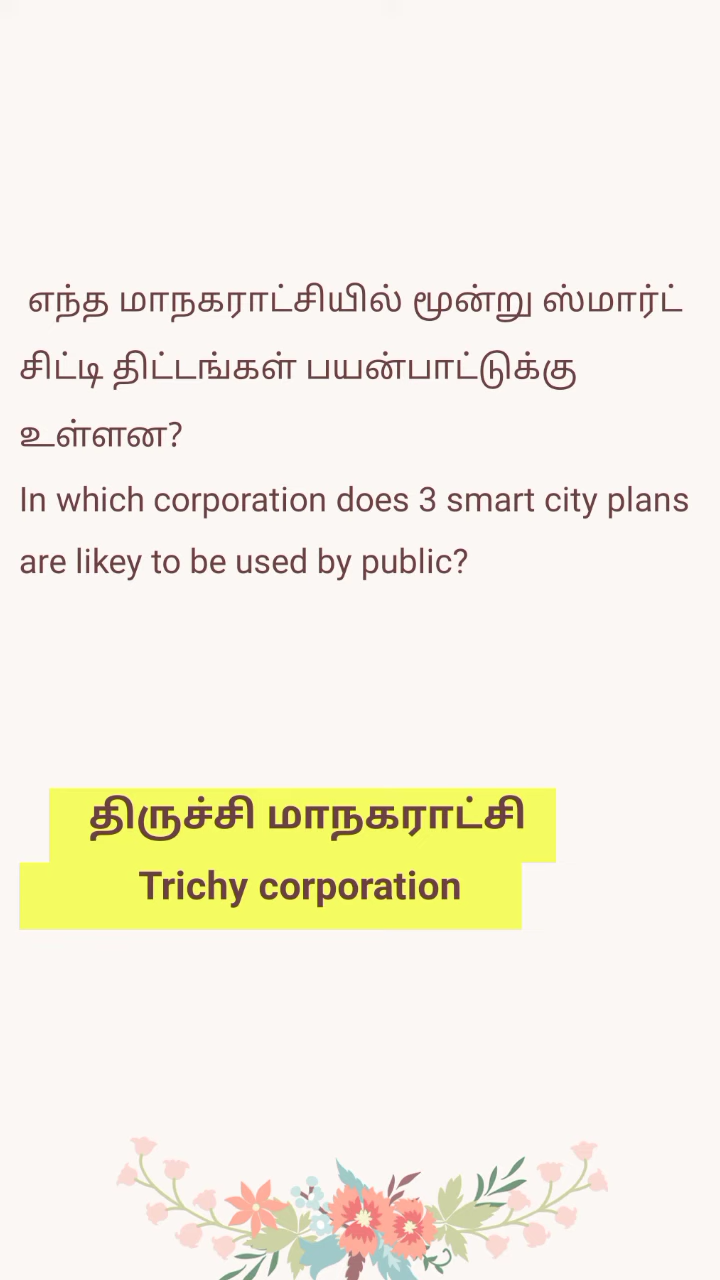 எந்த மாநகராட்சியில் மூன்று ஸ்மார்ட்
சிட்டி திட்டங்கள் பயன்பாட்டுக்கு
உள்ளன?
In which corporation does 3 smart city plans
are likey to be used by public?
திருச்சி மாநகராட்சி
Trichy corporation